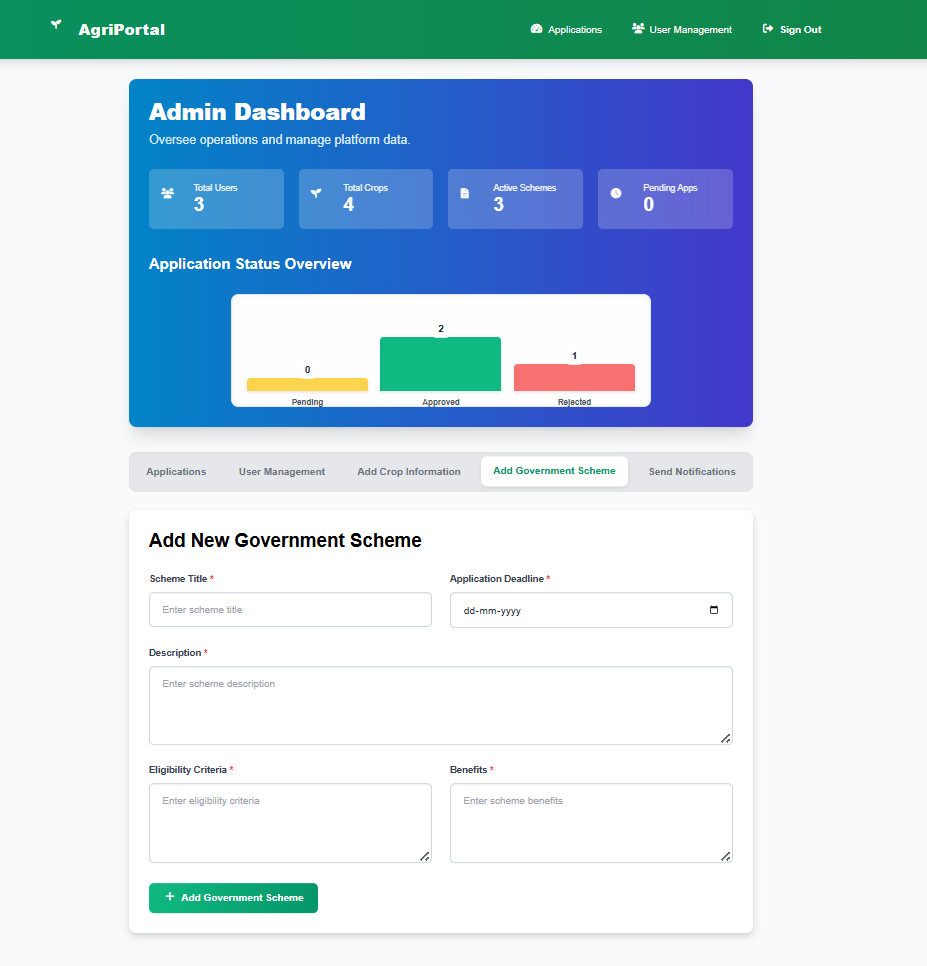 AgriPortal Applications User Management Sign Out
Admin Dashboard
Oversee operations and manage platform data.
Total Users
3
Total Crops
4
Active Schemes
3
Pending Apps
0
Application Status Overview
0
Pending
2
Approved
1
Rejected
Applications User Management Add Crop Information Add Government Scheme Send Notifications
Add New Government Scheme
Scheme Title *
Enter scheme title
Application Deadline *
dd-mm-yyyy
Description *
Enter scheme description
Eligibility Criteria *
Enter eligibility criteria
Benefits *
Enter scheme benefits
+ Add Government Scheme